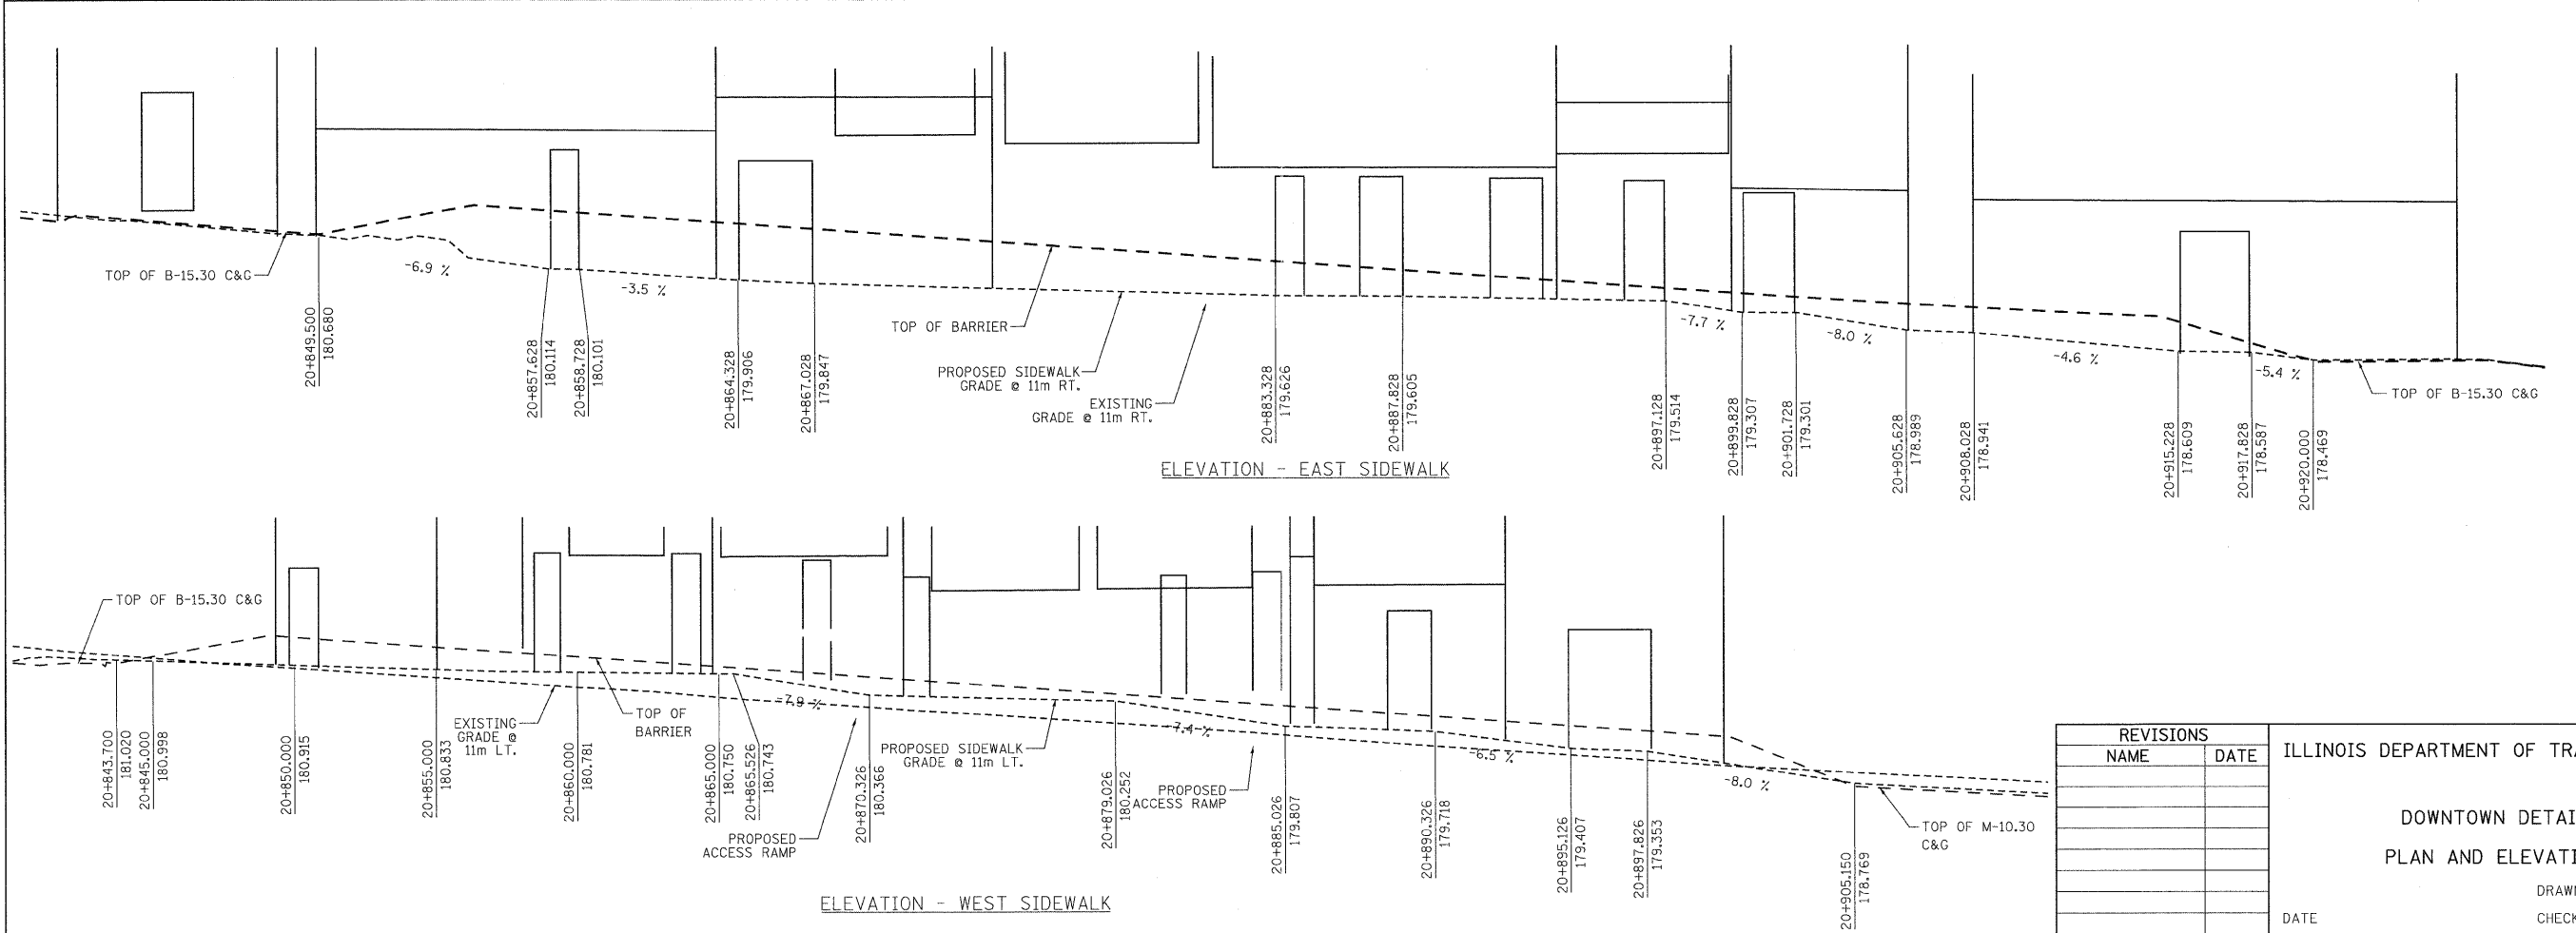 TOP OF B-15.30 C&G
-6.9 %
-3.5 %
TOP OF BARRIER
PROPOSED SIDEWALK
GRADE @ 11m RT.
EXISTING
GRADE @ 11m RT.
-7.7 %
-8.0 %
-4.6 %
-5.4 %
TOP OF B-15.30 C&G
20+849.500
180.680
20+857.628
180.114
20+858.728
180.101
20+864.328
179.906
20+867.028
179.847
20+883.328
179.626
20+887.828
179.605
20+897.128
179.514
20+899.828
179.307
20+901.728
179.301
20+905.628
178.989
20+908.028
178.941
20+915.228
178.609
20+917.828
178.587
20+920.000
178.469
ELEVATION - EAST SIDEWALK
TOP OF B-15.30 C&G
EXISTING
GRADE @
11m LT.
TOP OF
BARRIER
-7.9 %
PROPOSED
ACCESS RAMP
PROPOSED SIDEWALK
GRADE @ 11m LT.
-7.4 %
PROPOSED
ACCESS RAMP
-6.5 %
-8.0 %
TOP OF M-10.30
C&G
20+843.700
181.020
20+845.000
180.998
20+850.000
180.915
20+855.000
180.833
20+860.000
180.781
20+865.000
180.750
20+865.526
180.743
20+870.326
180.366
20+879.026
180.252
20+885.026
179.807
20+890.326
179.718
20+895.126
179.407
20+897.826
179.353
20+905.150
178.769
ELEVATION - WEST SIDEWALK
REVISIONS
NAME DATE
ILLINOIS DEPARTMENT OF TRA
DOWNTOWN DETAI
PLAN AND ELEVATI
DRAWN
DATE CHECK